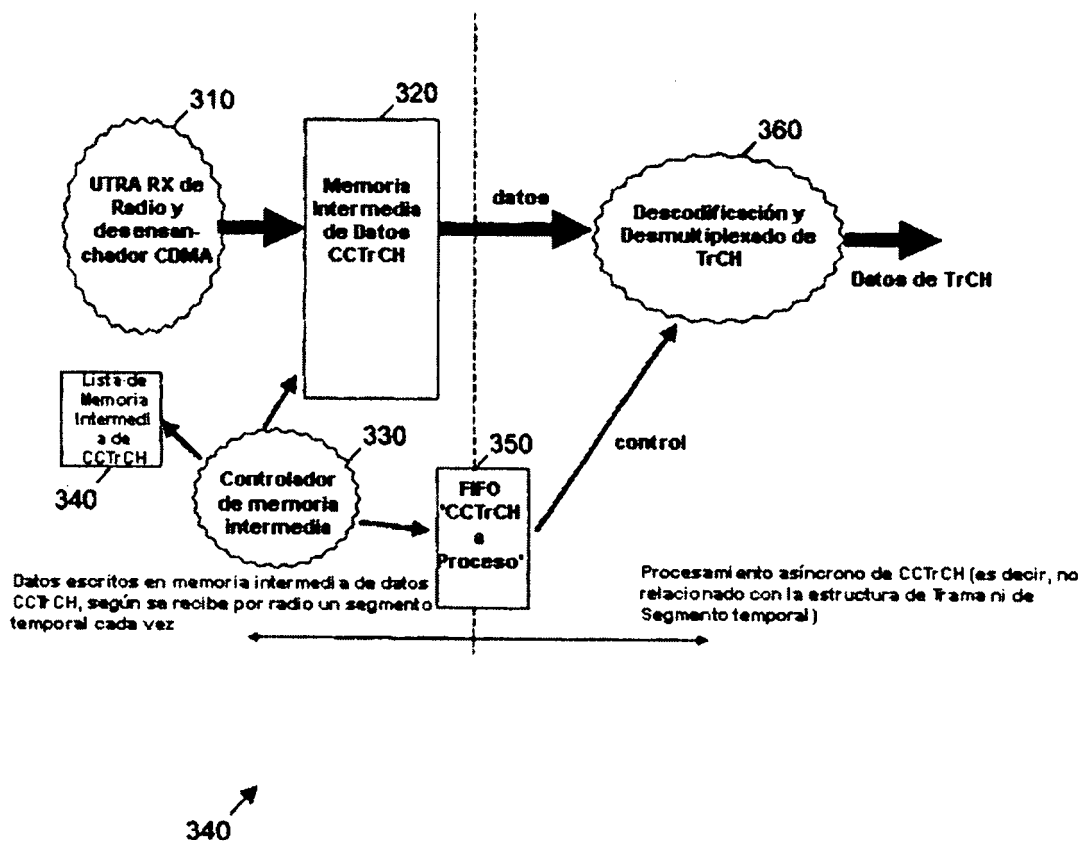 310
UTRA RX de
Radio y
desensan-
chador CDMA
320
Memoria
Intermedia
de Datos
CCTrCH
datos
360
Descodificación y
Desmultiplexado de
TrCH
Datos de TrCH
Lista de
Memoria
Intermedi
a de
CCTrCH
340
330
Controlador
de memoria
intermedia
350
FIFO
"CCTrCH
a
Proceso"
control
Datos escritos en memoria intermedia de datos
CCTrCH, según se recibe por radio un segmento
temporal cada vez
Procesamiento asíncrono de CCTrCH (es decir, no
relacionado con la estructura de Trama ni de
Segmento temporal)
340